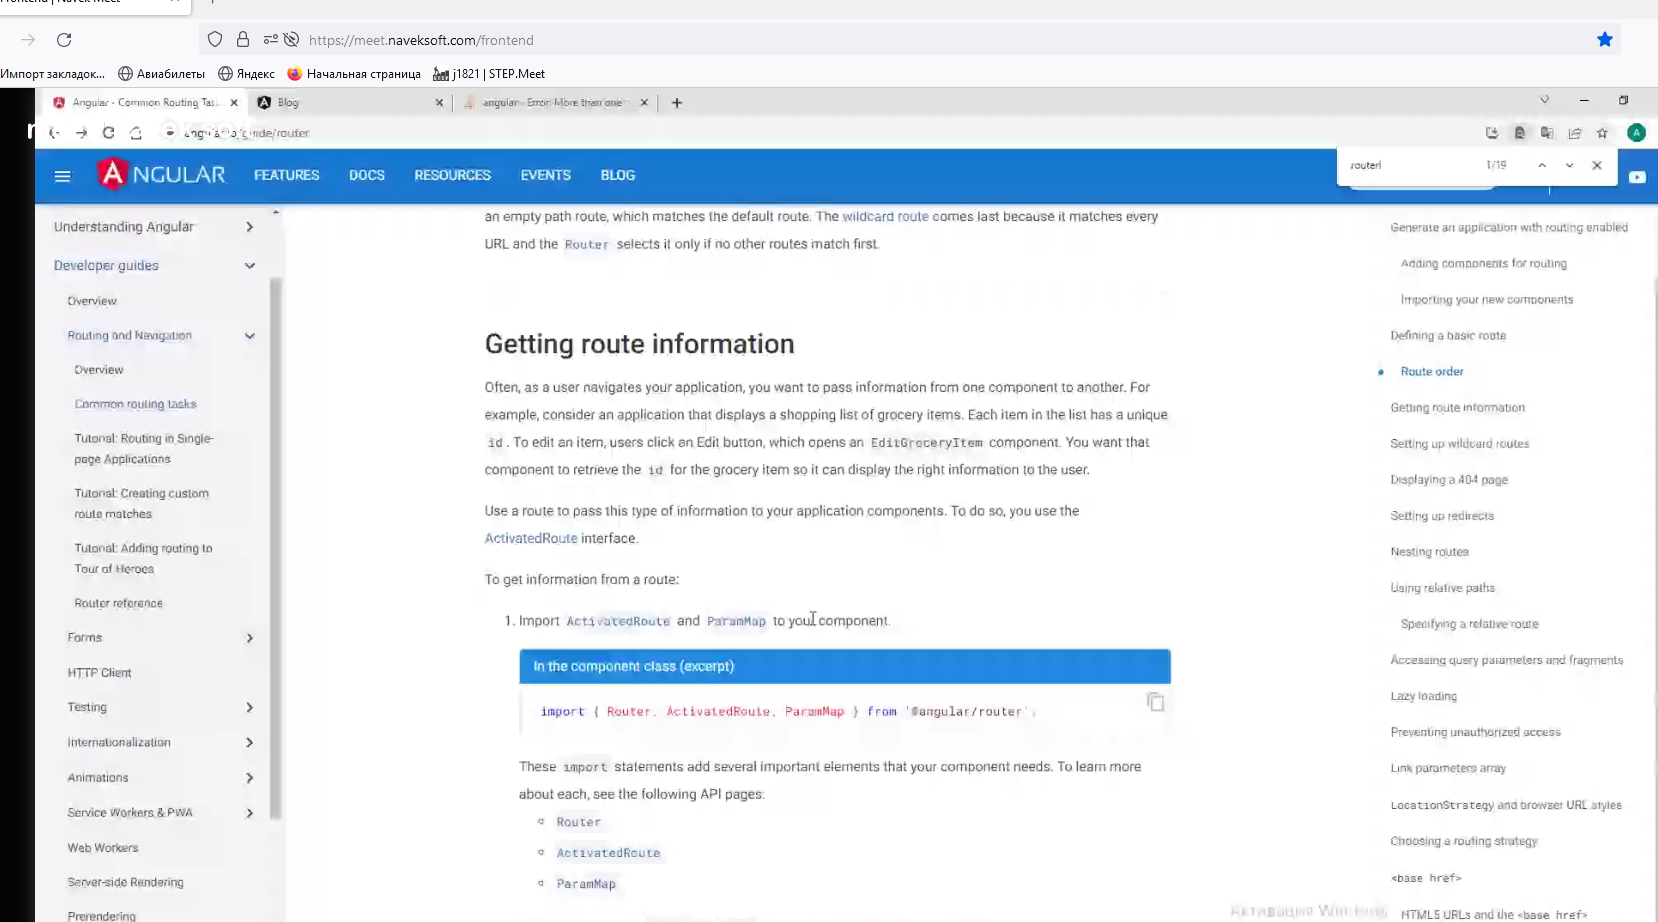 https://meet.naveksoft.com/frontend
Импорт закладок...
Авиабилеты
Яндекс
Начальная страница
j1821 | STEP.Meet
Angular - Common Routing Tas
Blog
angular - Error: More than one
angular.io/guide/router
A
routerl
1/19
ANGULAR
FEATURES
DOCS
RESOURCES
EVENTS
BLOG
Understanding Angular
Developer guides
Overview
Routing and Navigation
Overview
Common routing tasks
Tutorial: Routing in Single-
page Applications
Tutorial: Creating custom
route matches
Tutorial: Adding routing to
Tour of Heroes
Router reference
Forms
HTTP Client
Testing
Internationalization
Animations
Service Workers & PWA
Web Workers
Server-side Rendering
Prerendering
an empty path route, which matches the default route. The wildcard route comes last because it matches every
URL and the Router selects it only if no other routes match first.
Getting route information
Often, as a user navigates your application, you want to pass information from one component to another. For
example, consider an application that displays a shopping list of grocery items. Each item in the list has a unique
id . To edit an item, users click an Edit button, which opens an EditGroceryItem component. You want that
component to retrieve the id for the grocery item so it can display the right information to the user.
Use a route to pass this type of information to your application components. To do so, you use the
ActivatedRoute interface.
To get information from a route:
1. Import ActivatedRoute and ParamMap to your component.
In the component class (excerpt)
import { Router, ActivatedRoute, ParamMap } from '@angular/router';
These import statements add several important elements that your component needs. To learn more
about each, see the following API pages:
Router
ActivatedRoute
ParamMap
Generate an application with routing enabled
Adding components for routing
Importing your new components
Defining a basic route
Route order
Getting route information
Setting up wildcard routes
Displaying a 404 page
Setting up redirects
Nesting routes
Using relative paths
Specifying a relative route
Accessing query parameters and fragments
Lazy loading
Preventing unauthorized access
Link parameters array
LocationStrategy and browser URL styles
Choosing a routing strategy
<base href>
HTML5 URLs and the <base href>
Активация Windows